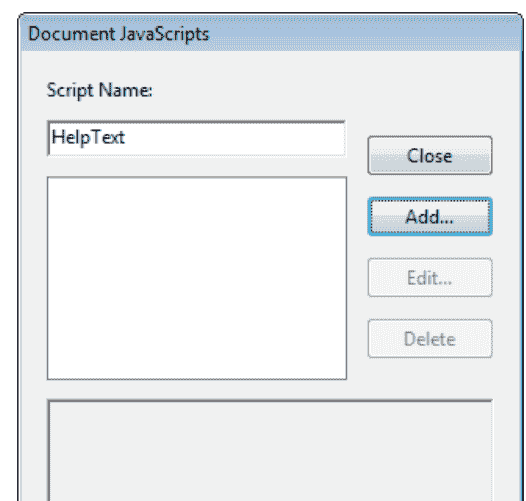 Document JavaScripts
Script Name:
HelpText
Close
Add...
Edit...
Delete